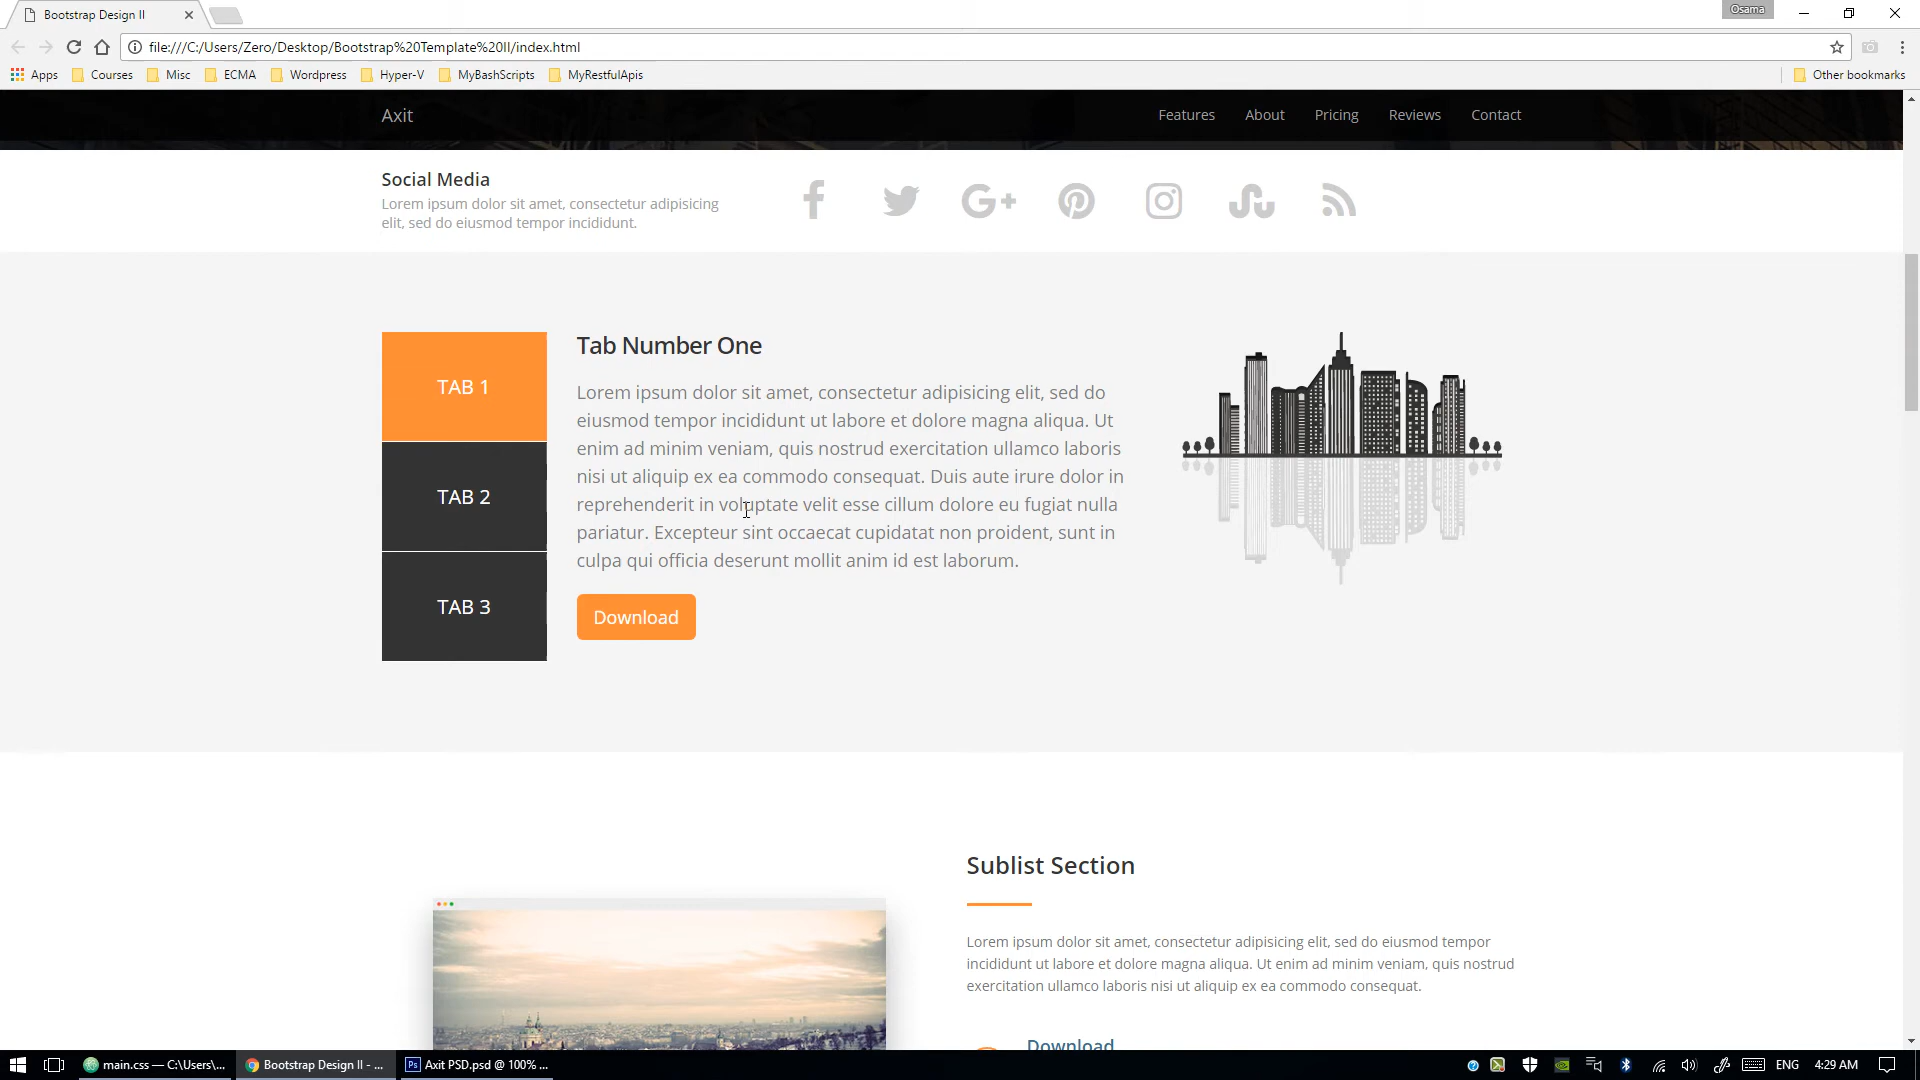 Bootstrap Design II
Osama
file:///C:/Users/Zero/Desktop/Bootstrap%20Template%20II/index.html
Apps Courses Misc ECMA Wordpress Hyper-V MyBashScripts MyRestfulApis Other bookmarks
Axit Features About Pricing Reviews Contact
Social Media
Lorem ipsum dolor sit amet, consectetur adipisicing
elit, sed do eiusmod tempor incididunt.
TAB 1
TAB 2
TAB 3
Tab Number One
Lorem ipsum dolor sit amet, consectetur adipisicing elit, sed do
eiusmod tempor incididunt ut labore et dolore magna aliqua. Ut
enim ad minim veniam, quis nostrud exercitation ullamco laboris
nisi ut aliquip ex ea commodo consequat. Duis aute irure dolor in
reprehenderit in voluptate velit esse cillum dolore eu fugiat nulla
pariatur. Excepteur sint occaecat cupidatat non proident, sunt in
culpa qui officia deserunt mollit anim id est laborum.
Download
Sublist Section
Lorem ipsum dolor sit amet, consectetur adipisicing elit, sed do eiusmod tempor
incididunt ut labore et dolore magna aliqua. Ut enim ad minim veniam, quis nostrud
exercitation ullamco laboris nisi ut aliquip ex ea commodo consequat.
Download
main.css — C:\Users\... Bootstrap Design II - ... Axit PSD.psd @ 100% ... ENG 4:29 AM